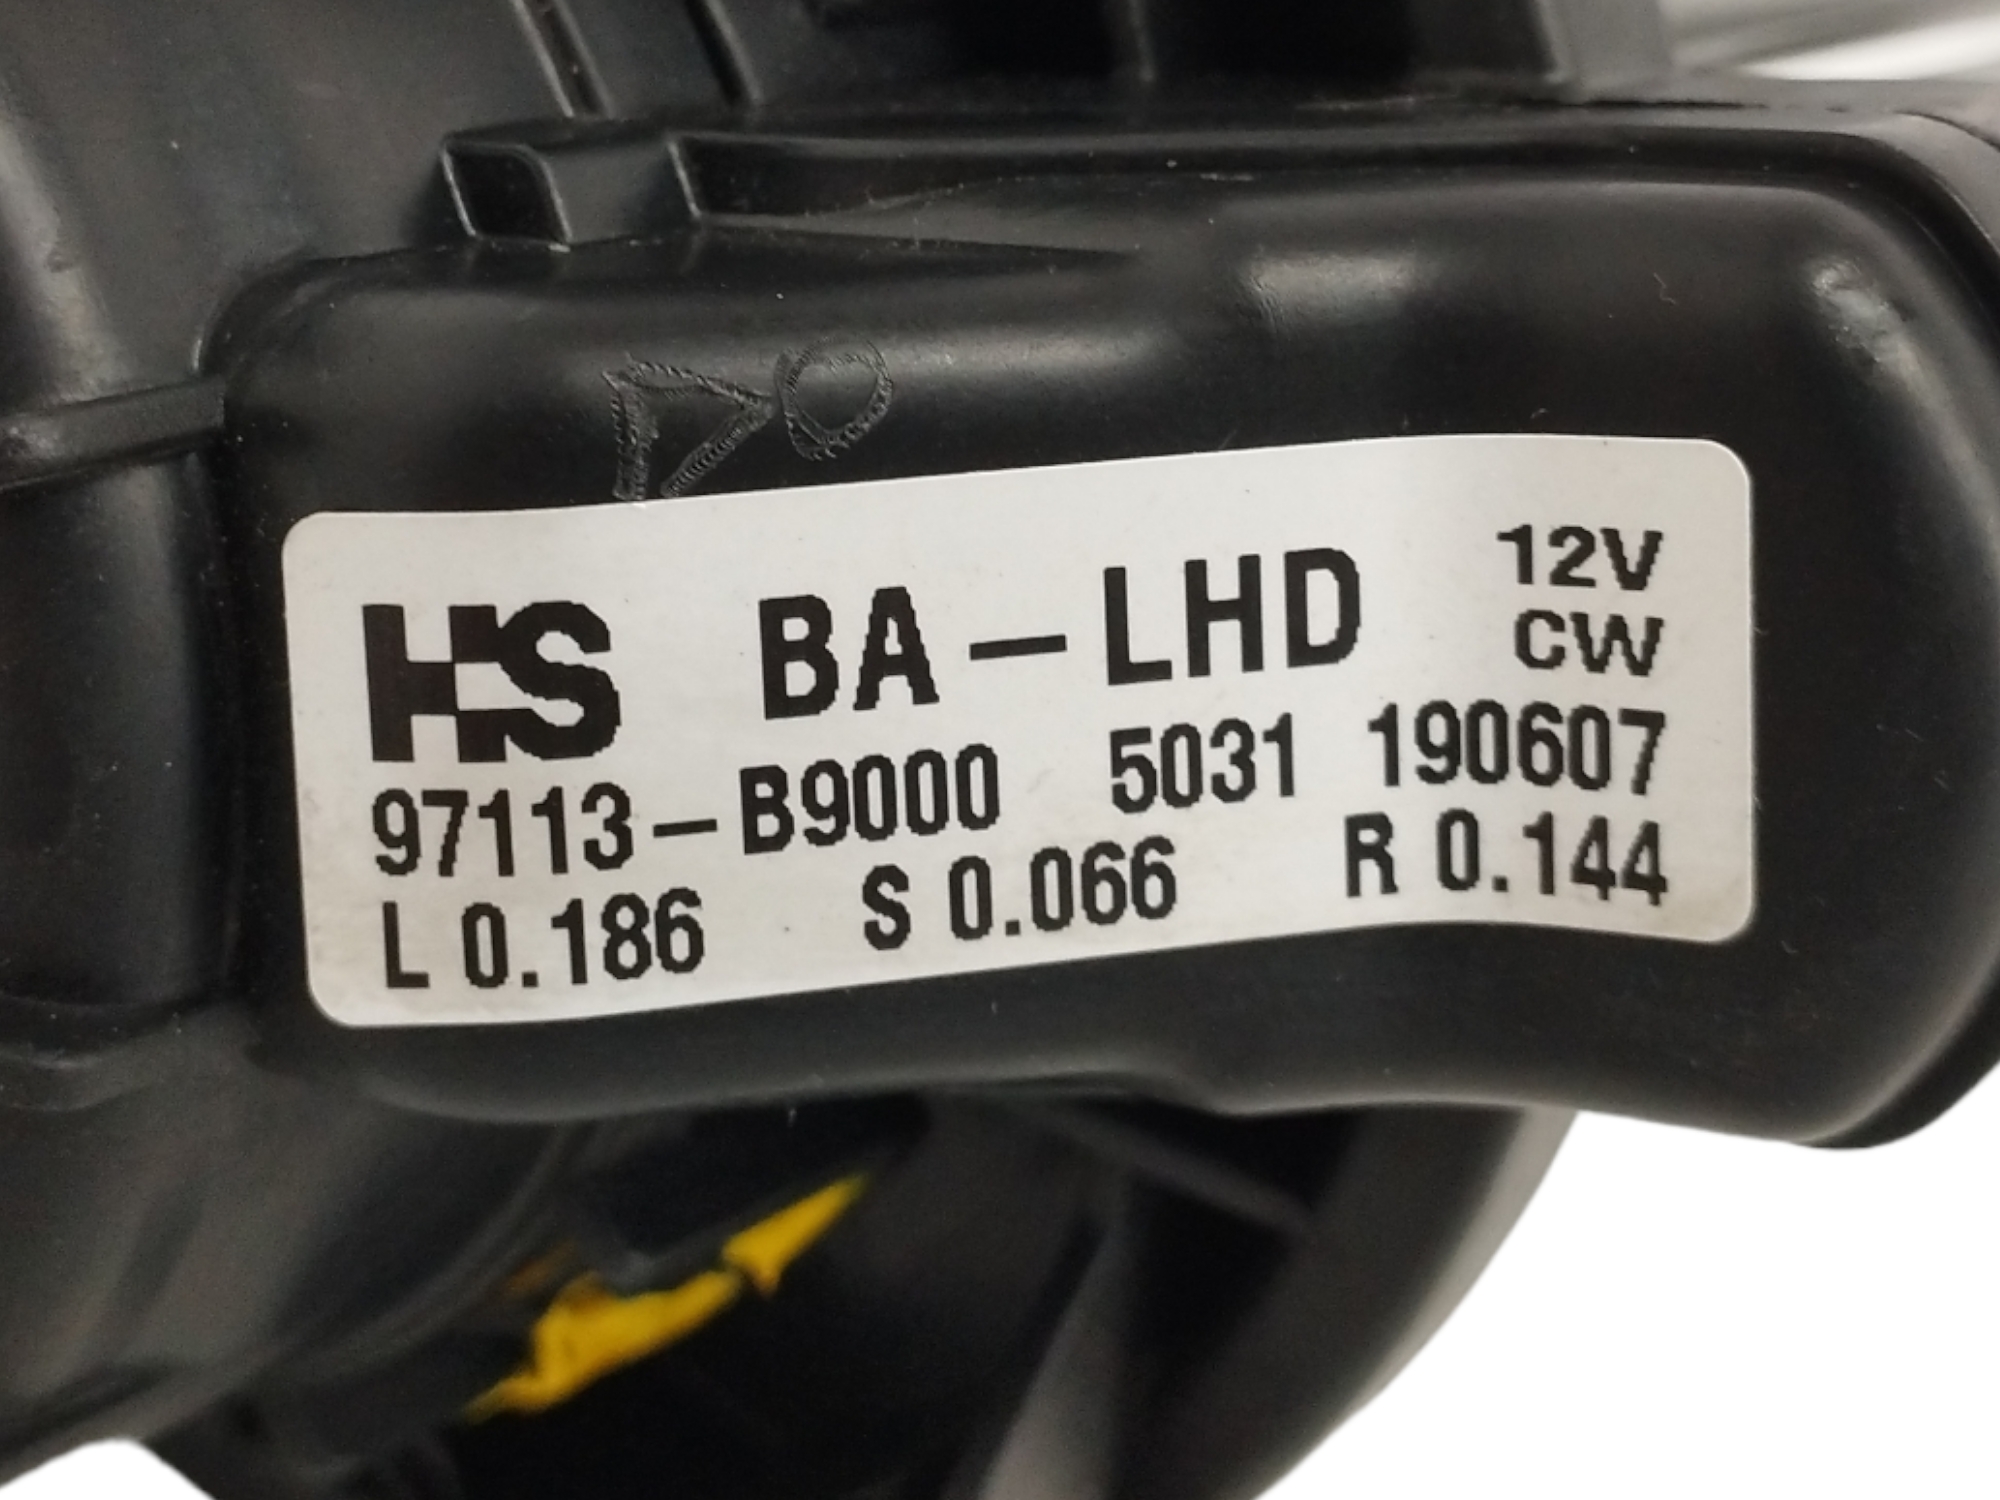 HS BA-LHD 12V
CW
97113-B9000 5031 190607
L 0.186 S 0.066 R 0.144